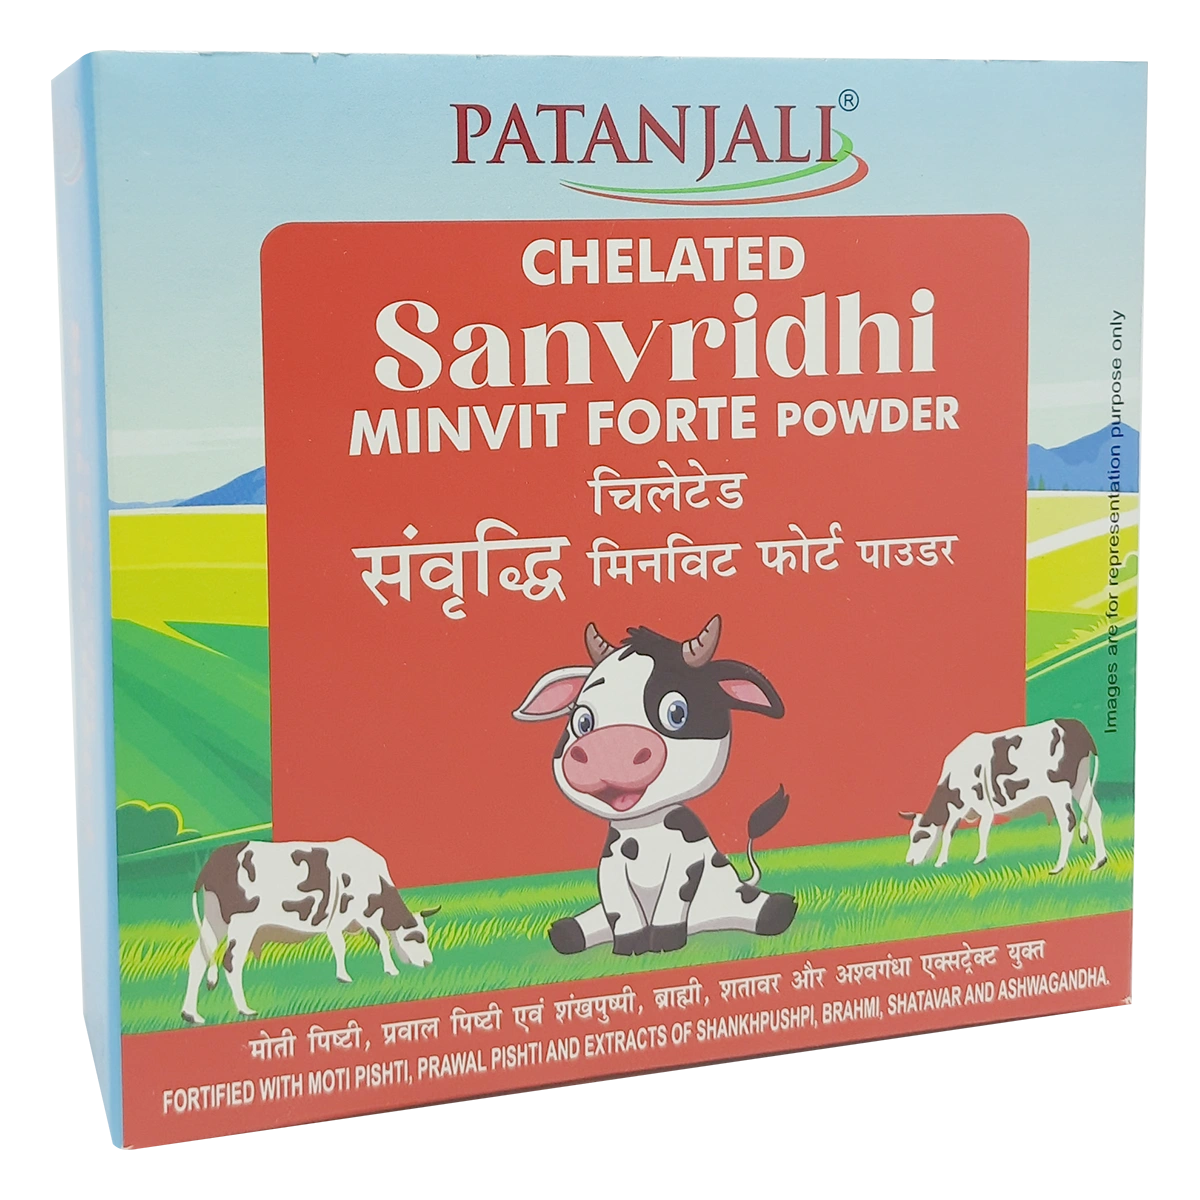 PATANJALI®
CHELATED
Sanvridhi
MINVIT FORTE POWDER
चिलेटेड
संवृद्धि मिनविट फोर्ट पाउडर
Images are for representation purpose only
मोती पिष्टी, प्रवाल पिष्टी एवं शंखपुष्पी, ब्राह्मी, शतावर और अश्वगंधा एक्सट्रेक्ट युक्त
FORTIFIED WITH MOTI PISHTI, PRAWAL PISHTI AND EXTRACTS OF SHANKHPUSHPI, BRAHMI, SHATAVAR AND ASHWAGANDHA.